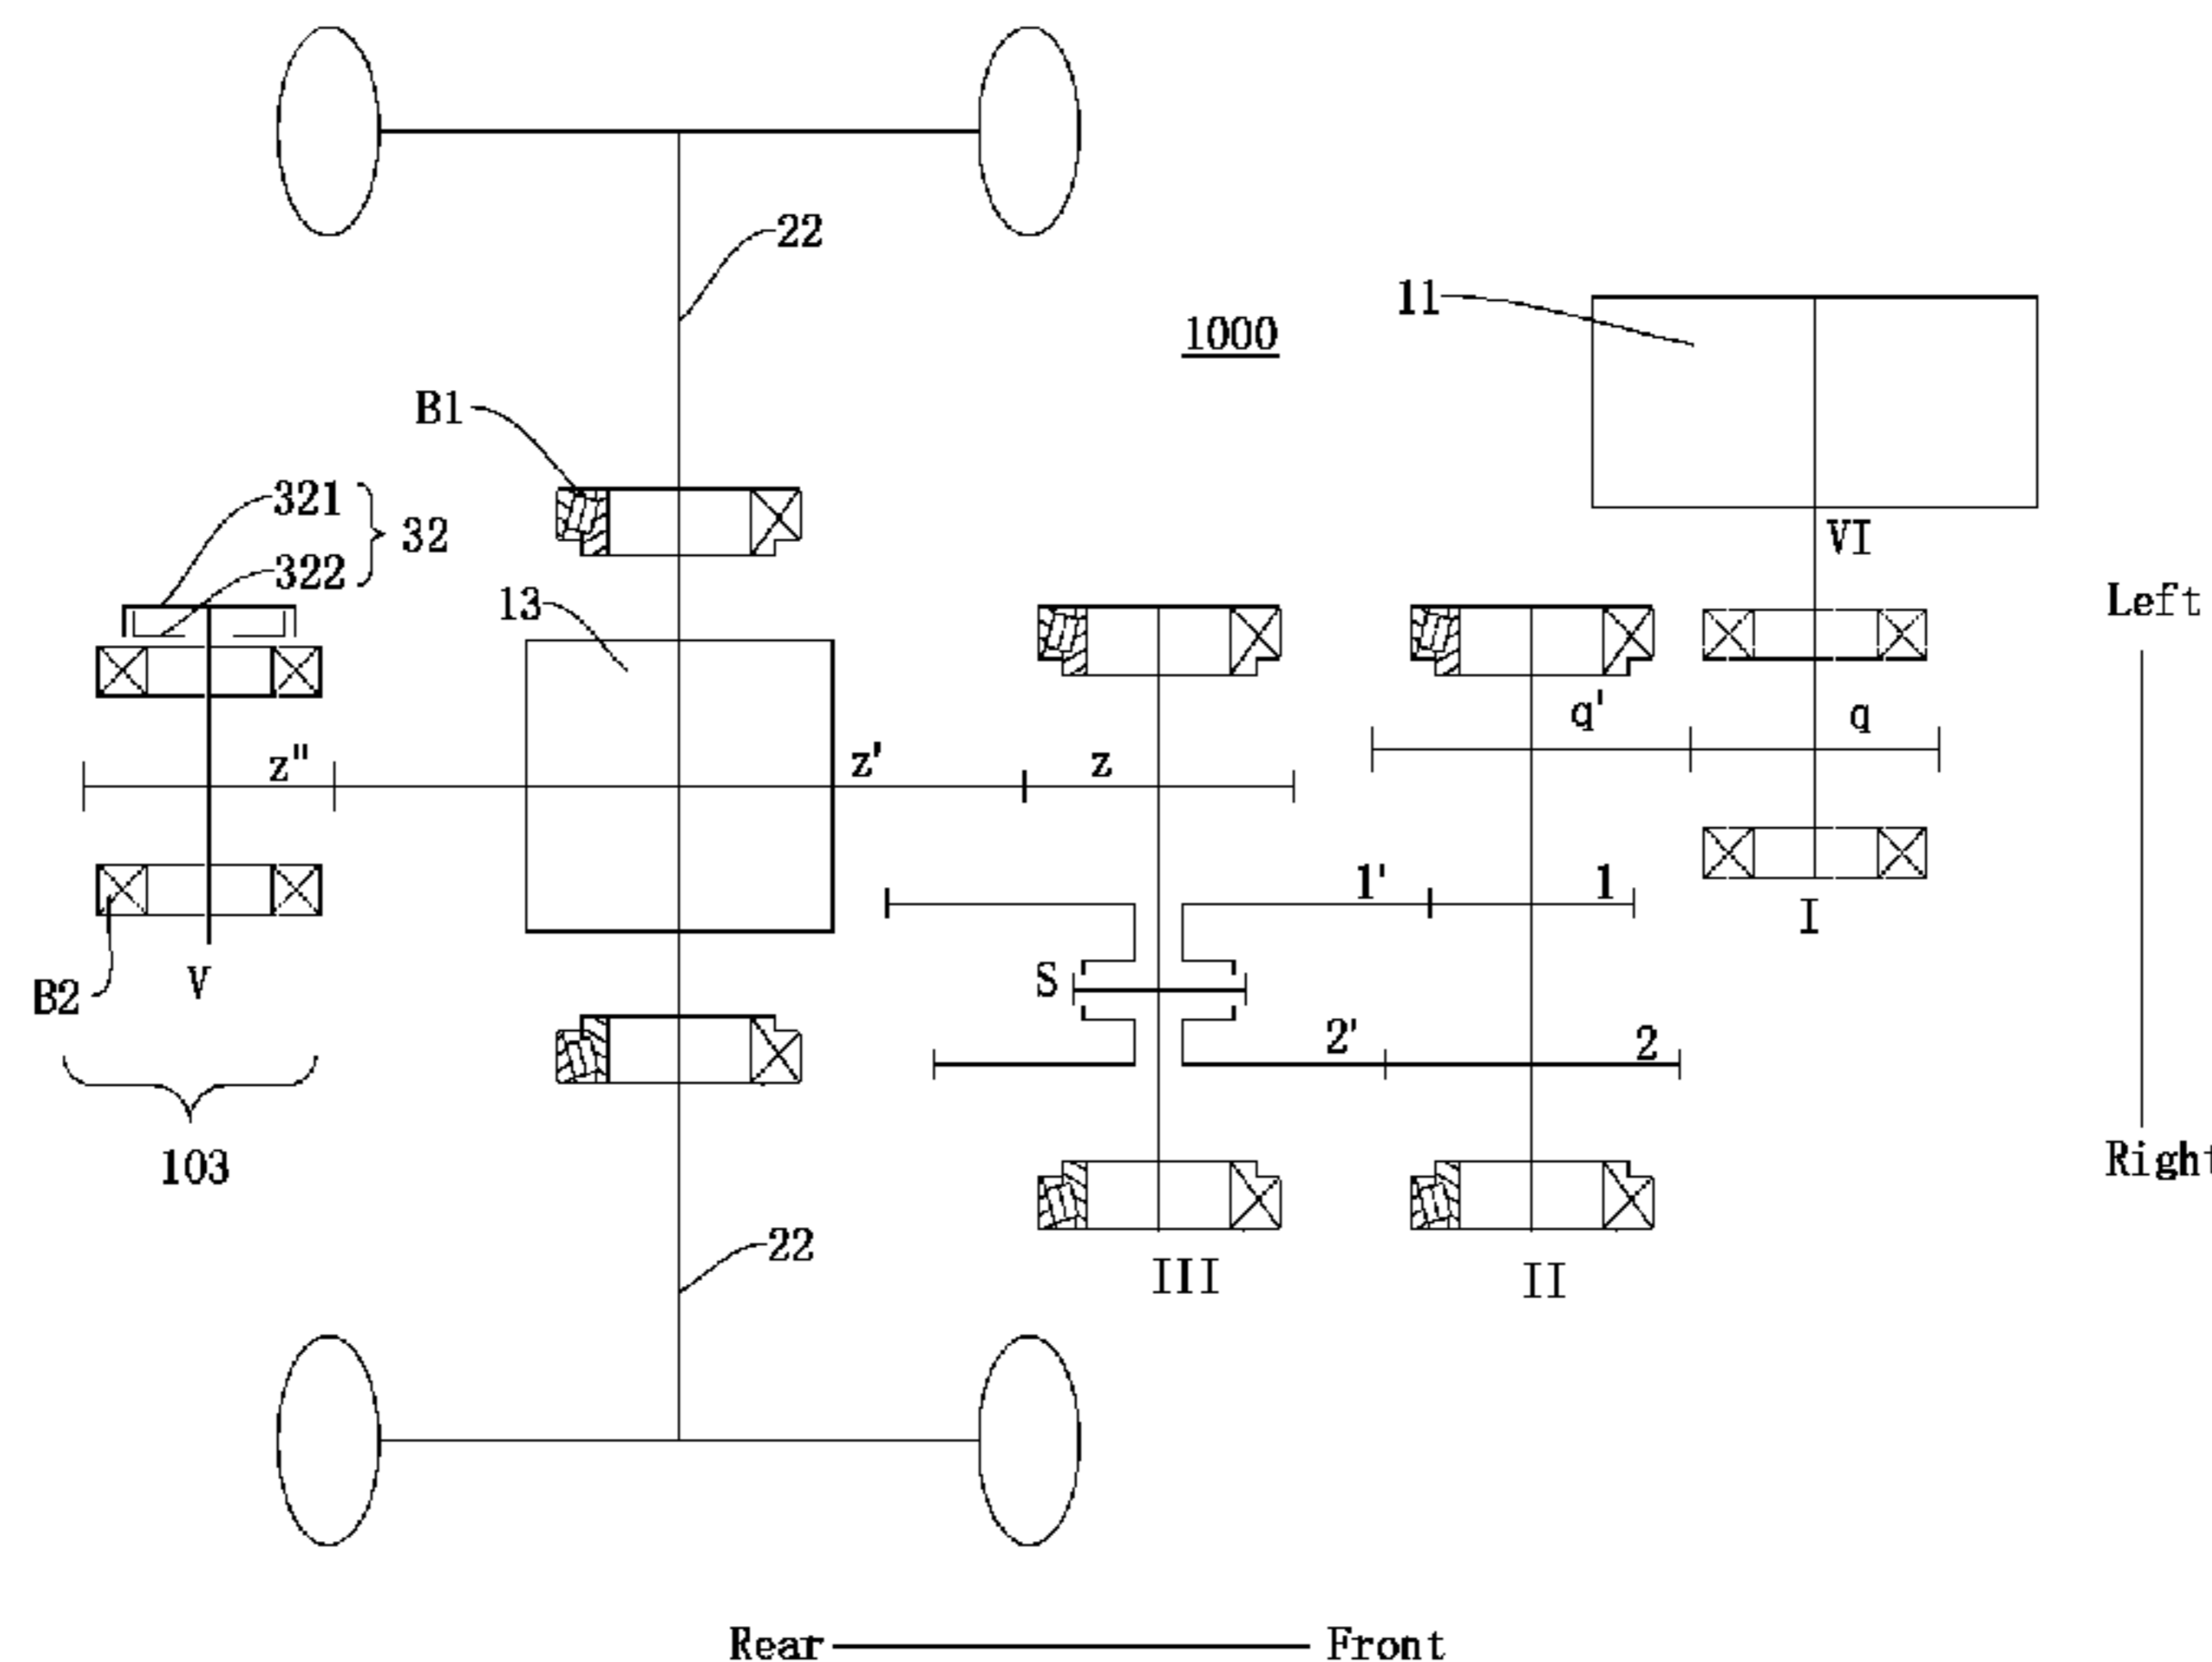 22
11
1000
B1
321
32
322
VI
13
Left
q'
q
z"
z'
z
1'
1
I
S
B2
V
2'
2
103
Right
22
III
II
Rear
Front